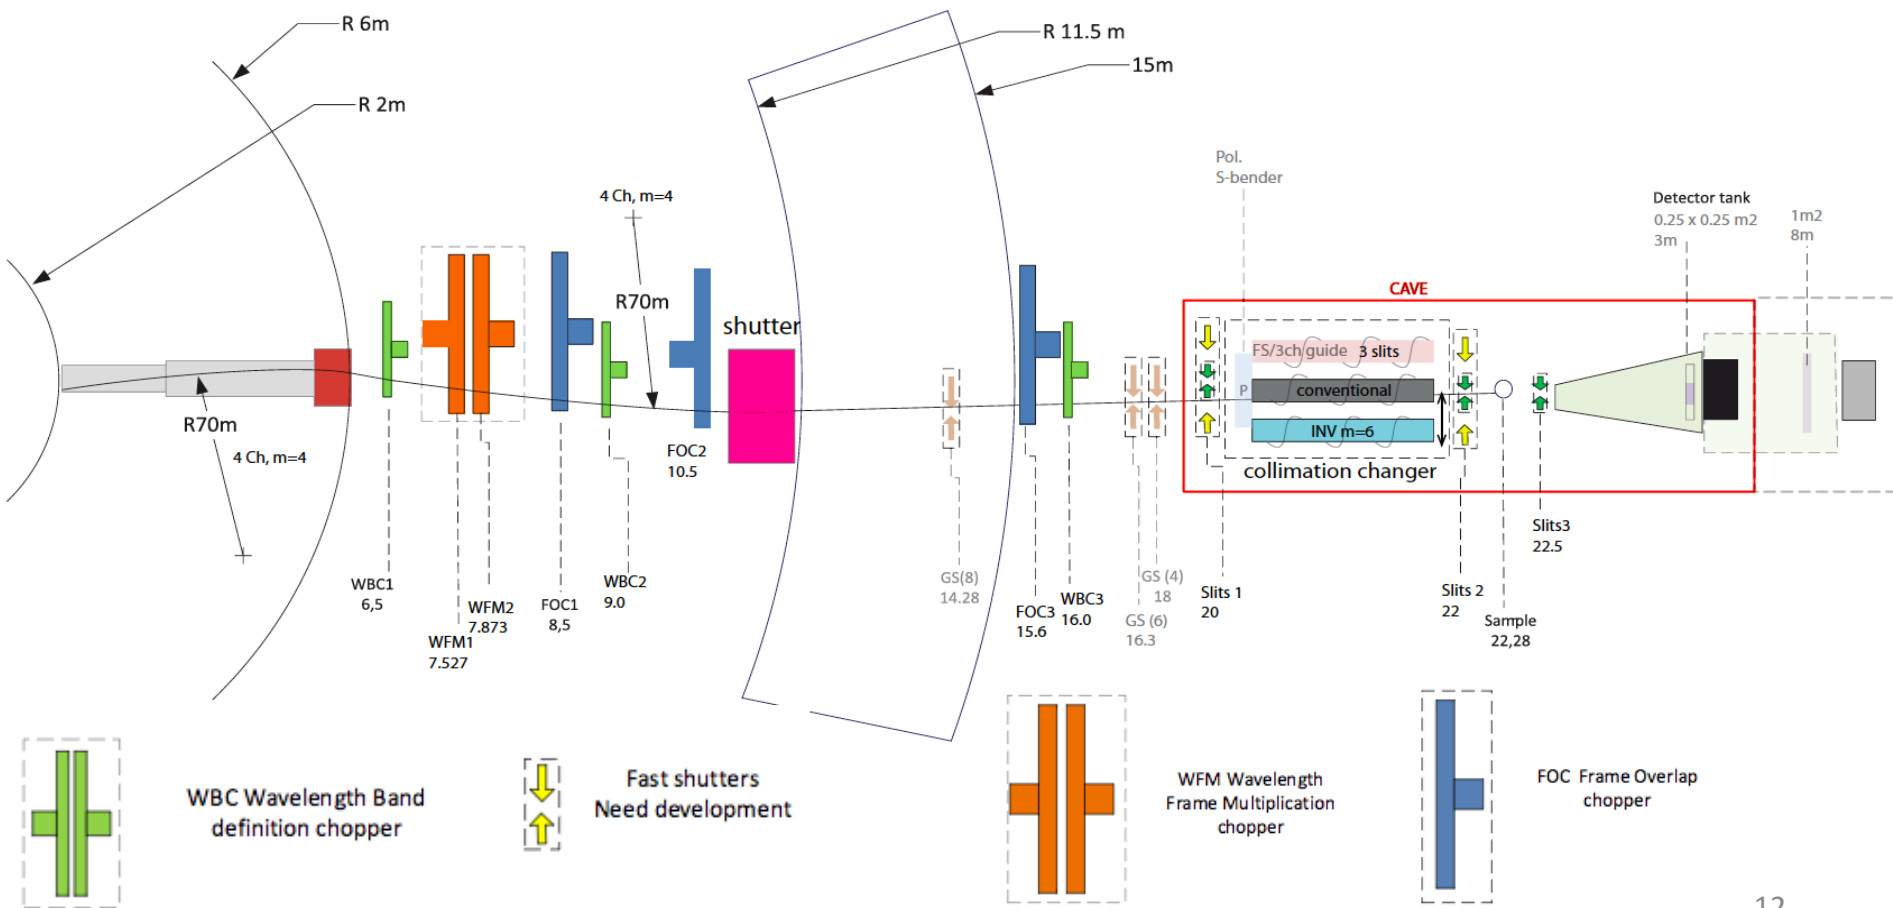 R 6m
R 2m
R 11.5 m
15m
4 Ch, m=4
R70m
shutter
R70m
4 Ch, m=4
Pol.
S-bender
Detector tank
0.25 x 0.25 m2
3m
1m2
8m
CAVE
FS/3ch guide 3 slits
P
conventional
INV m=6
collimation changer
FOC2
10.5
WBC1
6,5
WFM1
7.527
WFM2
7.873
FOC1
8,5
WBC2
9.0
GS(8)
14.28
FOC3
15.6
WBC3
16.0
GS (6)
16.3
GS (4)
18
Slits 1
20
Slits 2
22
Sample
22,28
Slits3
22.5
WBC Wavelength Band
definition chopper
Fast shutters
Need development
WFM Wavelength
Frame Multiplication
chopper
FOC Frame Overlap
chopper
12